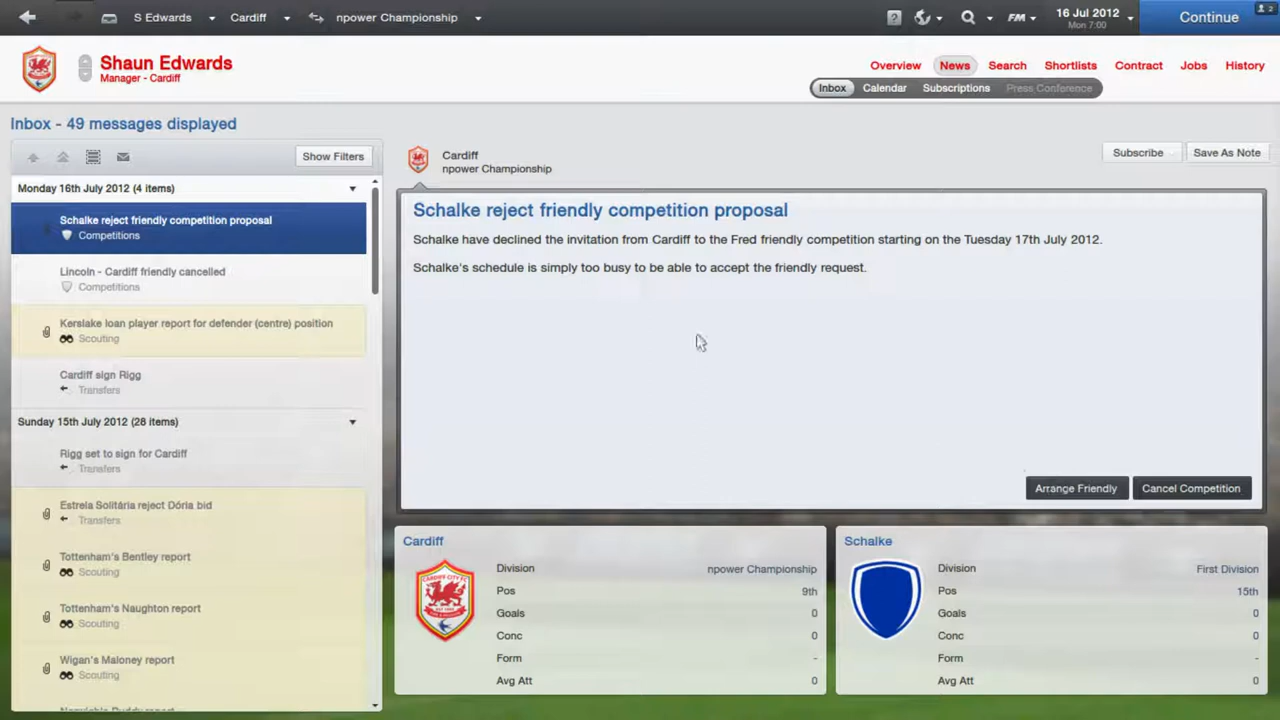 S Edwards
Cardiff
npower Championship
?
FM
16 Jul 2012
Mon 7:00
Continue
2
Shaun Edwards
Manager - Cardiff
Overview
News
Search
Shortlists
Contract
Jobs
History
Inbox
Calendar
Subscriptions
Press Conference
Inbox - 49 messages displayed
Show Filters
Monday 16th July 2012 (4 items)
Schalke reject friendly competition proposal
Competitions
Lincoln - Cardiff friendly cancelled
Competitions
Kerslake loan player report for defender (centre) position
Scouting
Cardiff sign Rigg
Transfers
Sunday 15th July 2012 (28 items)
Rigg set to sign for Cardiff
Transfers
Estrela Solitária reject Dória bid
Transfers
Tottenham's Bentley report
Scouting
Tottenham's Naughton report
Scouting
Wigan's Maloney report
Scouting
Cardiff
npower Championship
Subscribe
Save As Note
Schalke reject friendly competition proposal
Schalke have declined the invitation from Cardiff to the Fred friendly competition starting on the Tuesday 17th July 2012.
Schalke's schedule is simply too busy to be able to accept the friendly request.
Arrange Friendly
Cancel Competition
Cardiff
CARDIFF CITY FC
Division npower Championship
Pos 9th
Goals 0
Conc 0
Form -
Avg Att 0
Schalke
Division First Division
Pos 15th
Goals 0
Conc 0
Form -
Avg Att 0